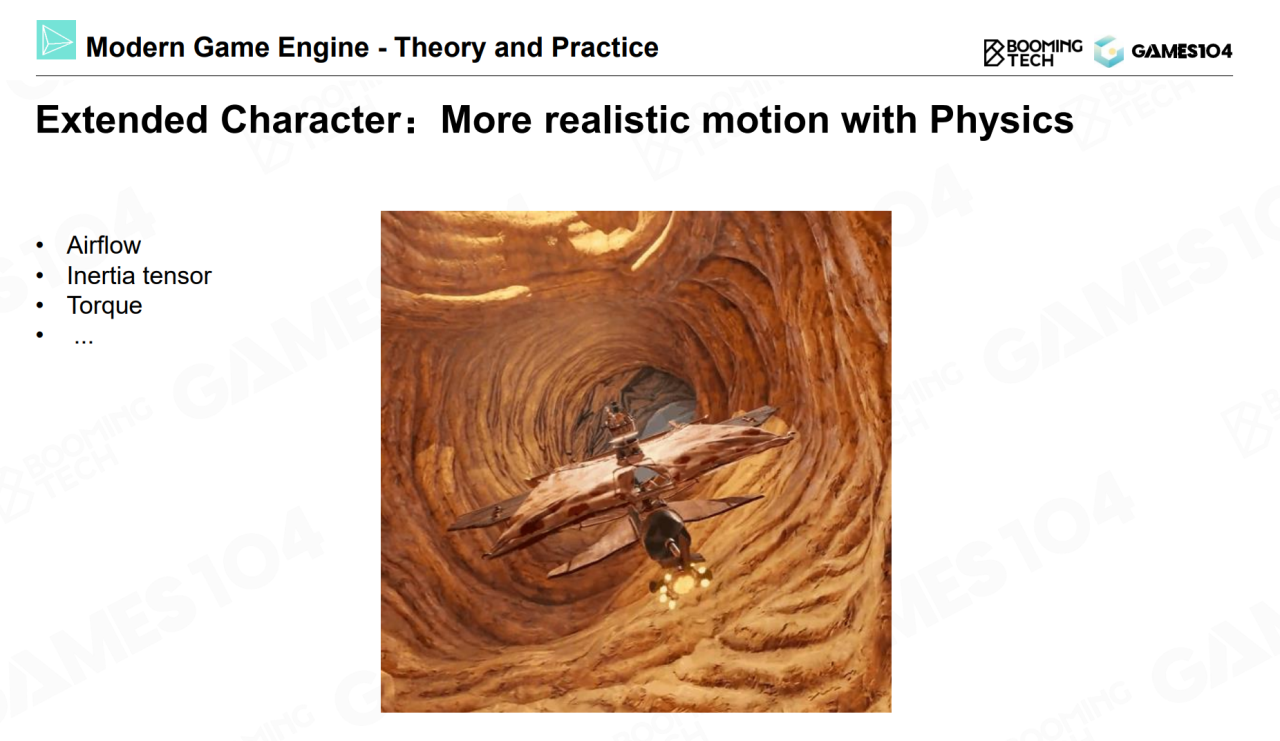 Modern Game Engine - Theory and Practice
BOOMING
TECH
GAMES104
Extended Character：More realistic motion with Physics
• Airflow
• Inertia tensor
• Torque
• ...